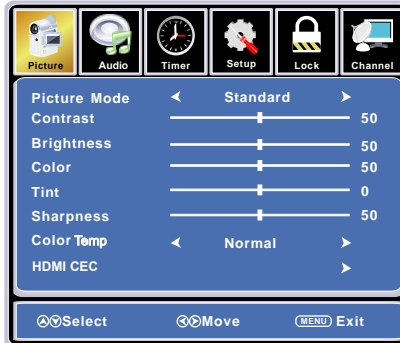 Picture Audio Timer Setup Lock Channel
Picture Mode Standard
Contrast 50
Brightness 50
Color 50
Tint 0
Sharpness 50
Color Temp Normal
HDMI CEC
Select Move MENU Exit